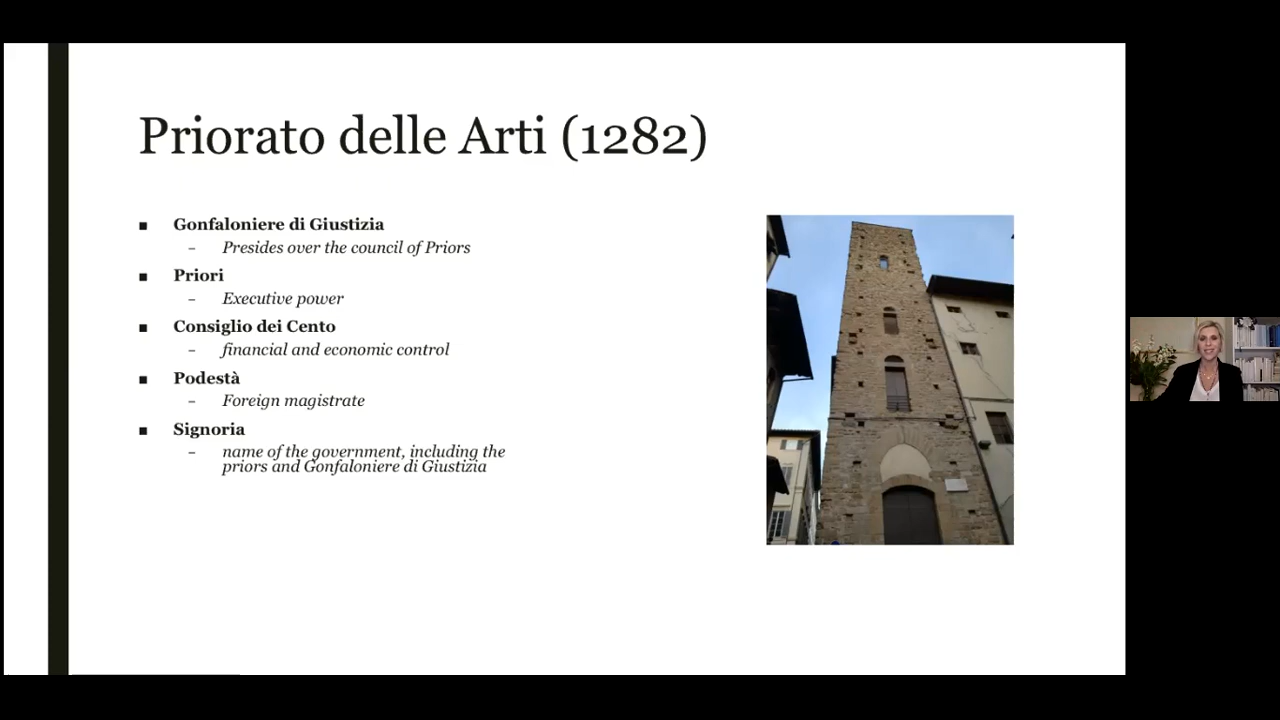 Priorato delle Arti (1282)
■ Gonfaloniere di Giustizia
– Presides over the council of Priors
■ Priori
– Executive power
■ Consiglio dei Cento
– financial and economic control
■ Podestà
– Foreign magistrate
■ Signoria
– name of the government, including the
priors and Gonfaloniere di Giustizia